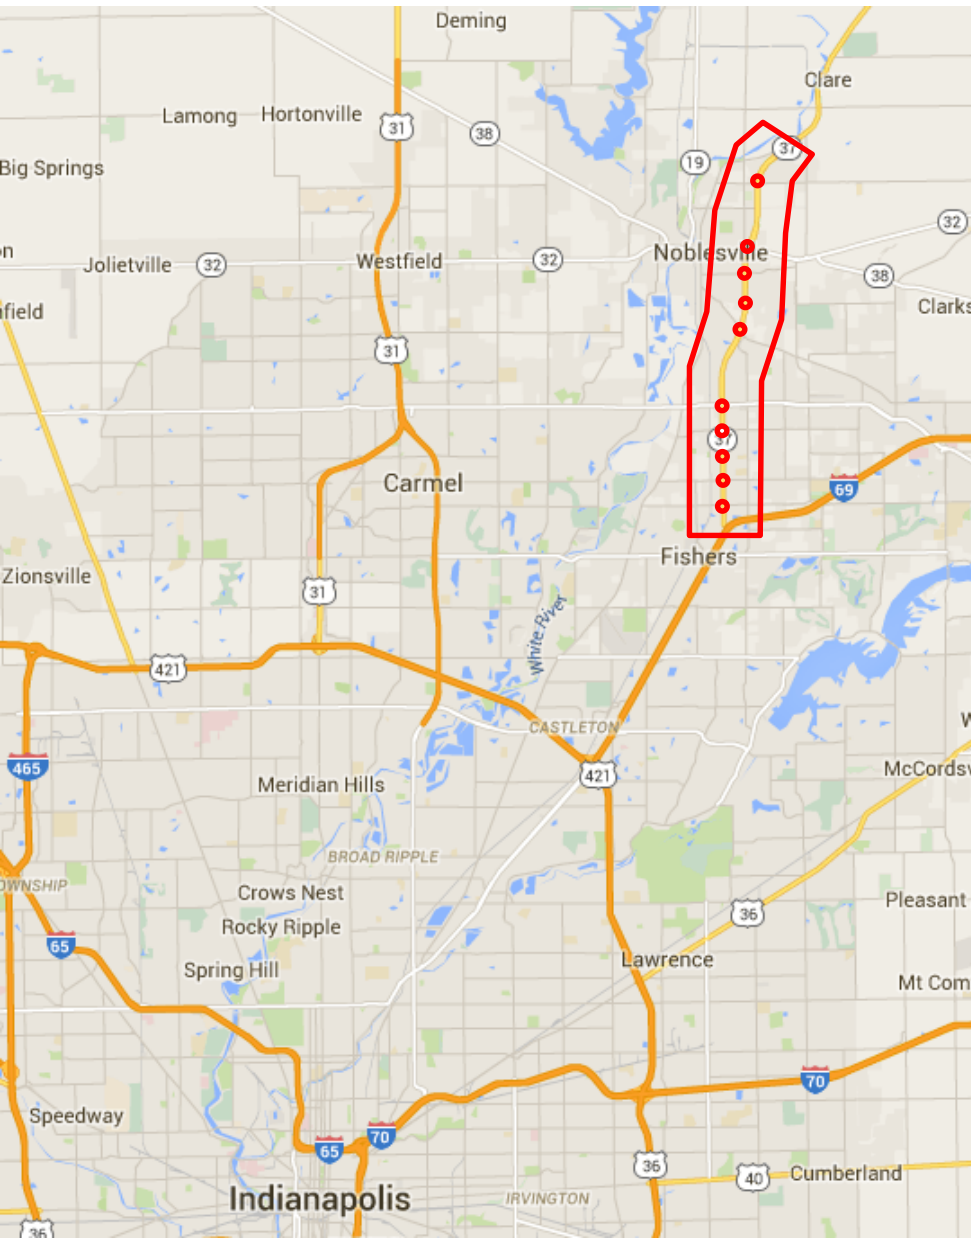 Deming
Clare
Lamong
Hortonville
31
38
37
19
Big Springs
32
Noblesville
Westfield
32
Jolietville
32
38
Clarks
31
37
Carmel
69
Fishers
Zionsville
31
White River
421
CASTLETON
465
421
McCordsv
Meridian Hills
BROAD RIPPLE
OWNSHIP
Crows Nest
Pleasant
36
Rocky Ripple
65
Lawrence
Spring Hill
Mt Com
70
Speedway
70
65
36
40
Cumberland
Indianapolis
IRVINGTON
36